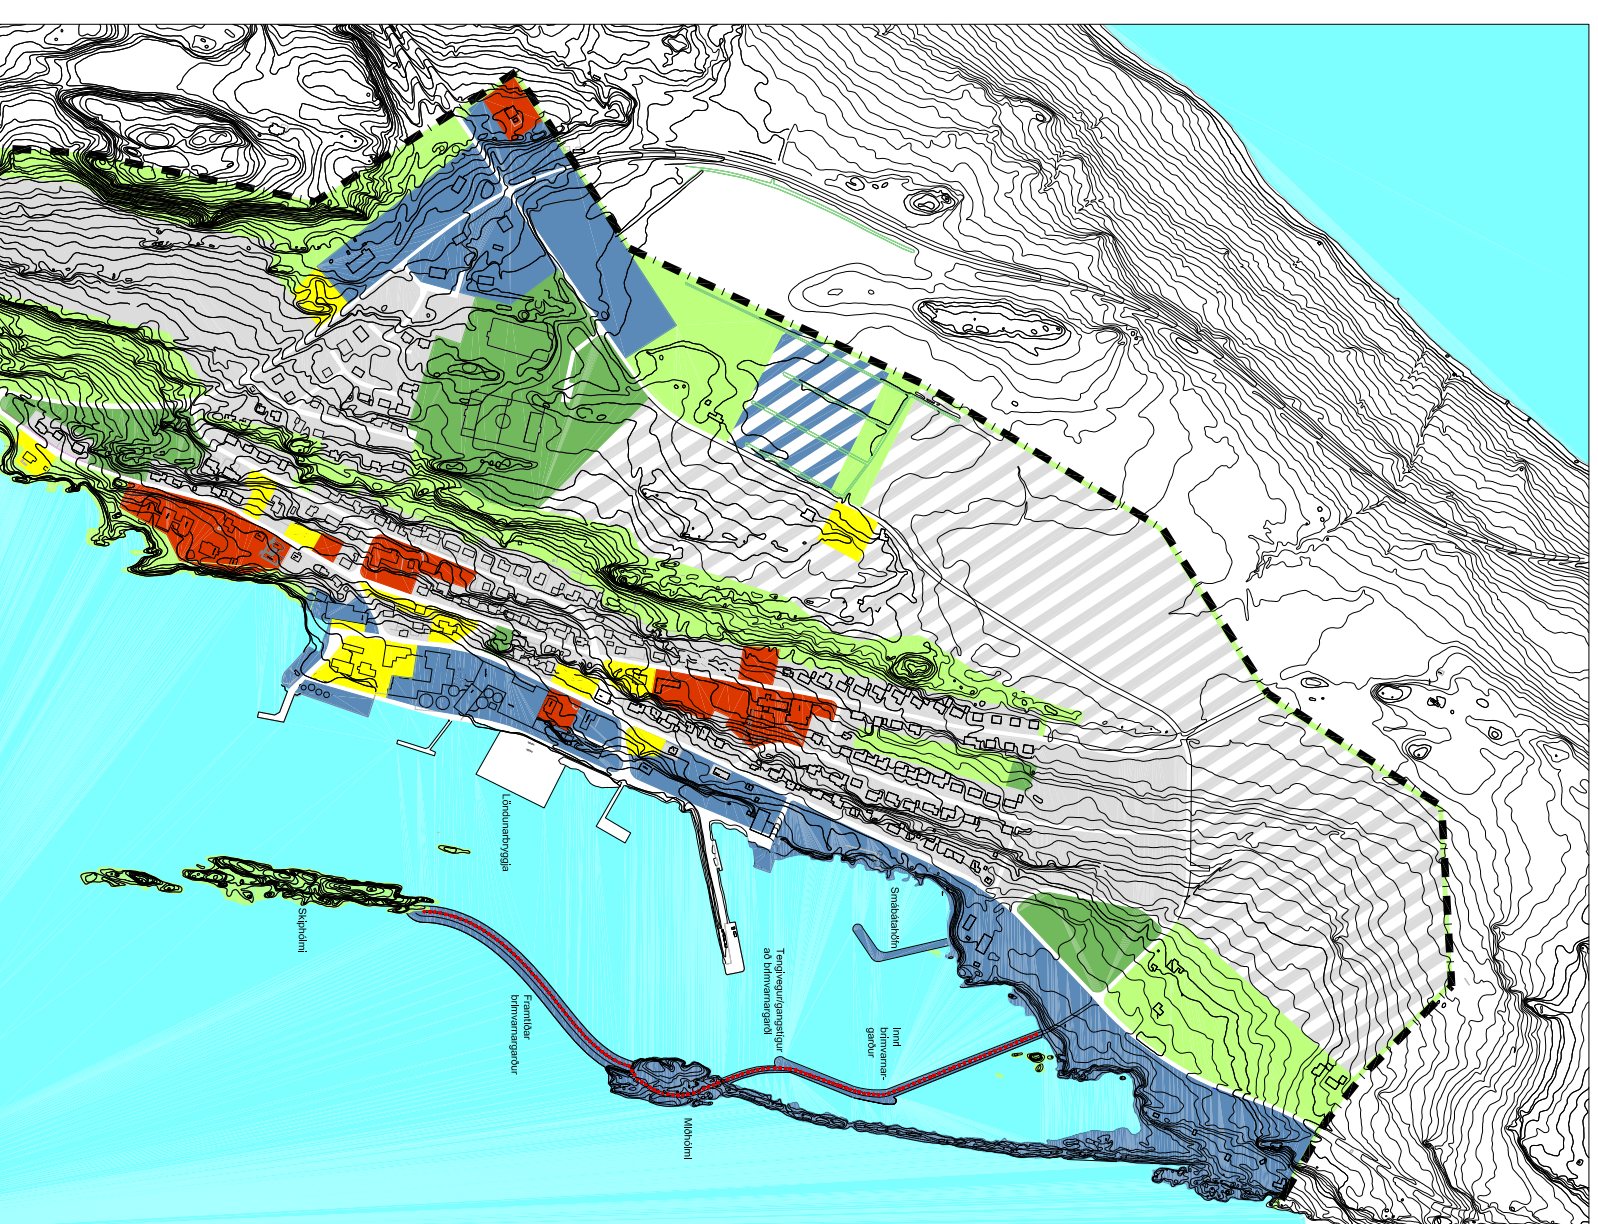 Löndunarbryggja
Smábátahöfn
Skiphólmi
Tengivegur/gangstígur
að brimvarnargarði
Framtíðar
brimvarnargarður
Innri
brimvarnar-
garður
Miðhólmi